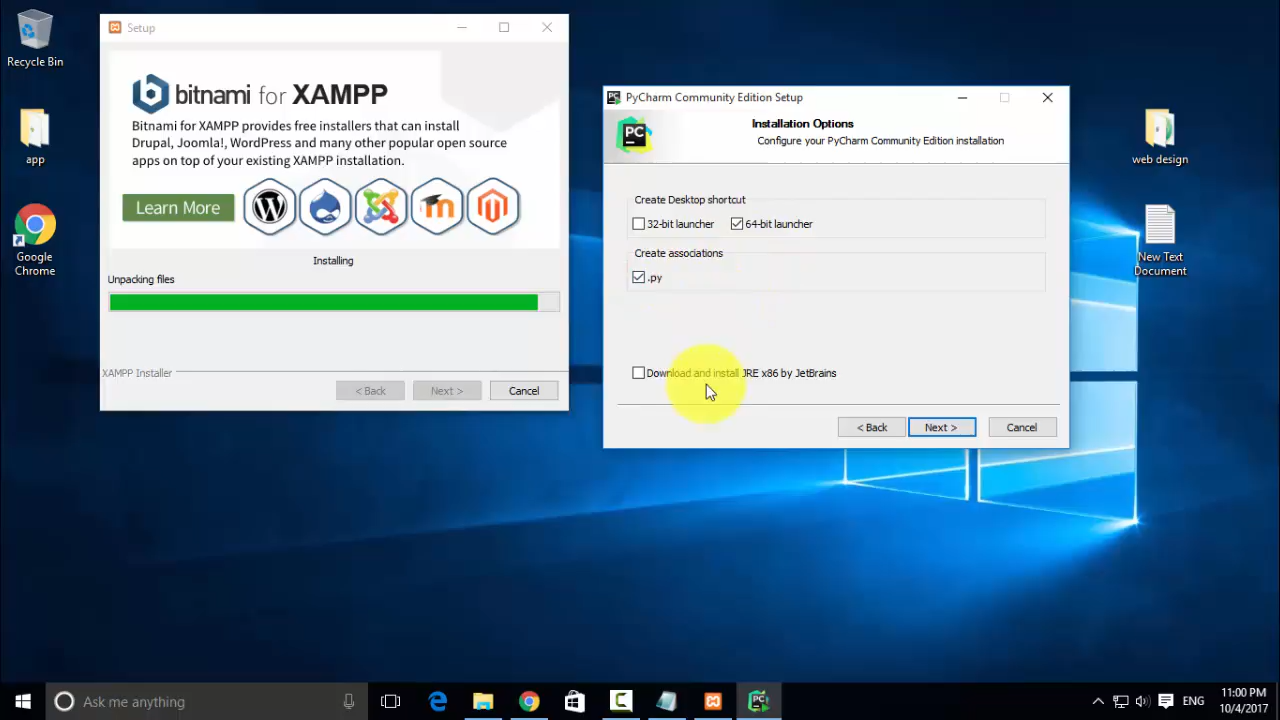 Recycle Bin
app
Google
Chrome
Setup
bitnami for XAMPP
Bitnami for XAMPP provides free installers that can install
Drupal, Joomla!, WordPress and many other popular open source
apps on top of your existing XAMPP installation.
Learn More
Installing
Unpacking files
XAMPP Installer
< Back
Next >
Cancel
PC PyCharm Community Edition Setup
PC
Installation Options
Configure your PyCharm Community Edition installation
Create Desktop shortcut
32-bit launcher
64-bit launcher
Create associations
.py
Download and install JRE x86 by JetBrains
< Back
Next >
Cancel
web design
New Text
Document
Ask me anything
PC
ENG
11:00 PM
10/4/2017